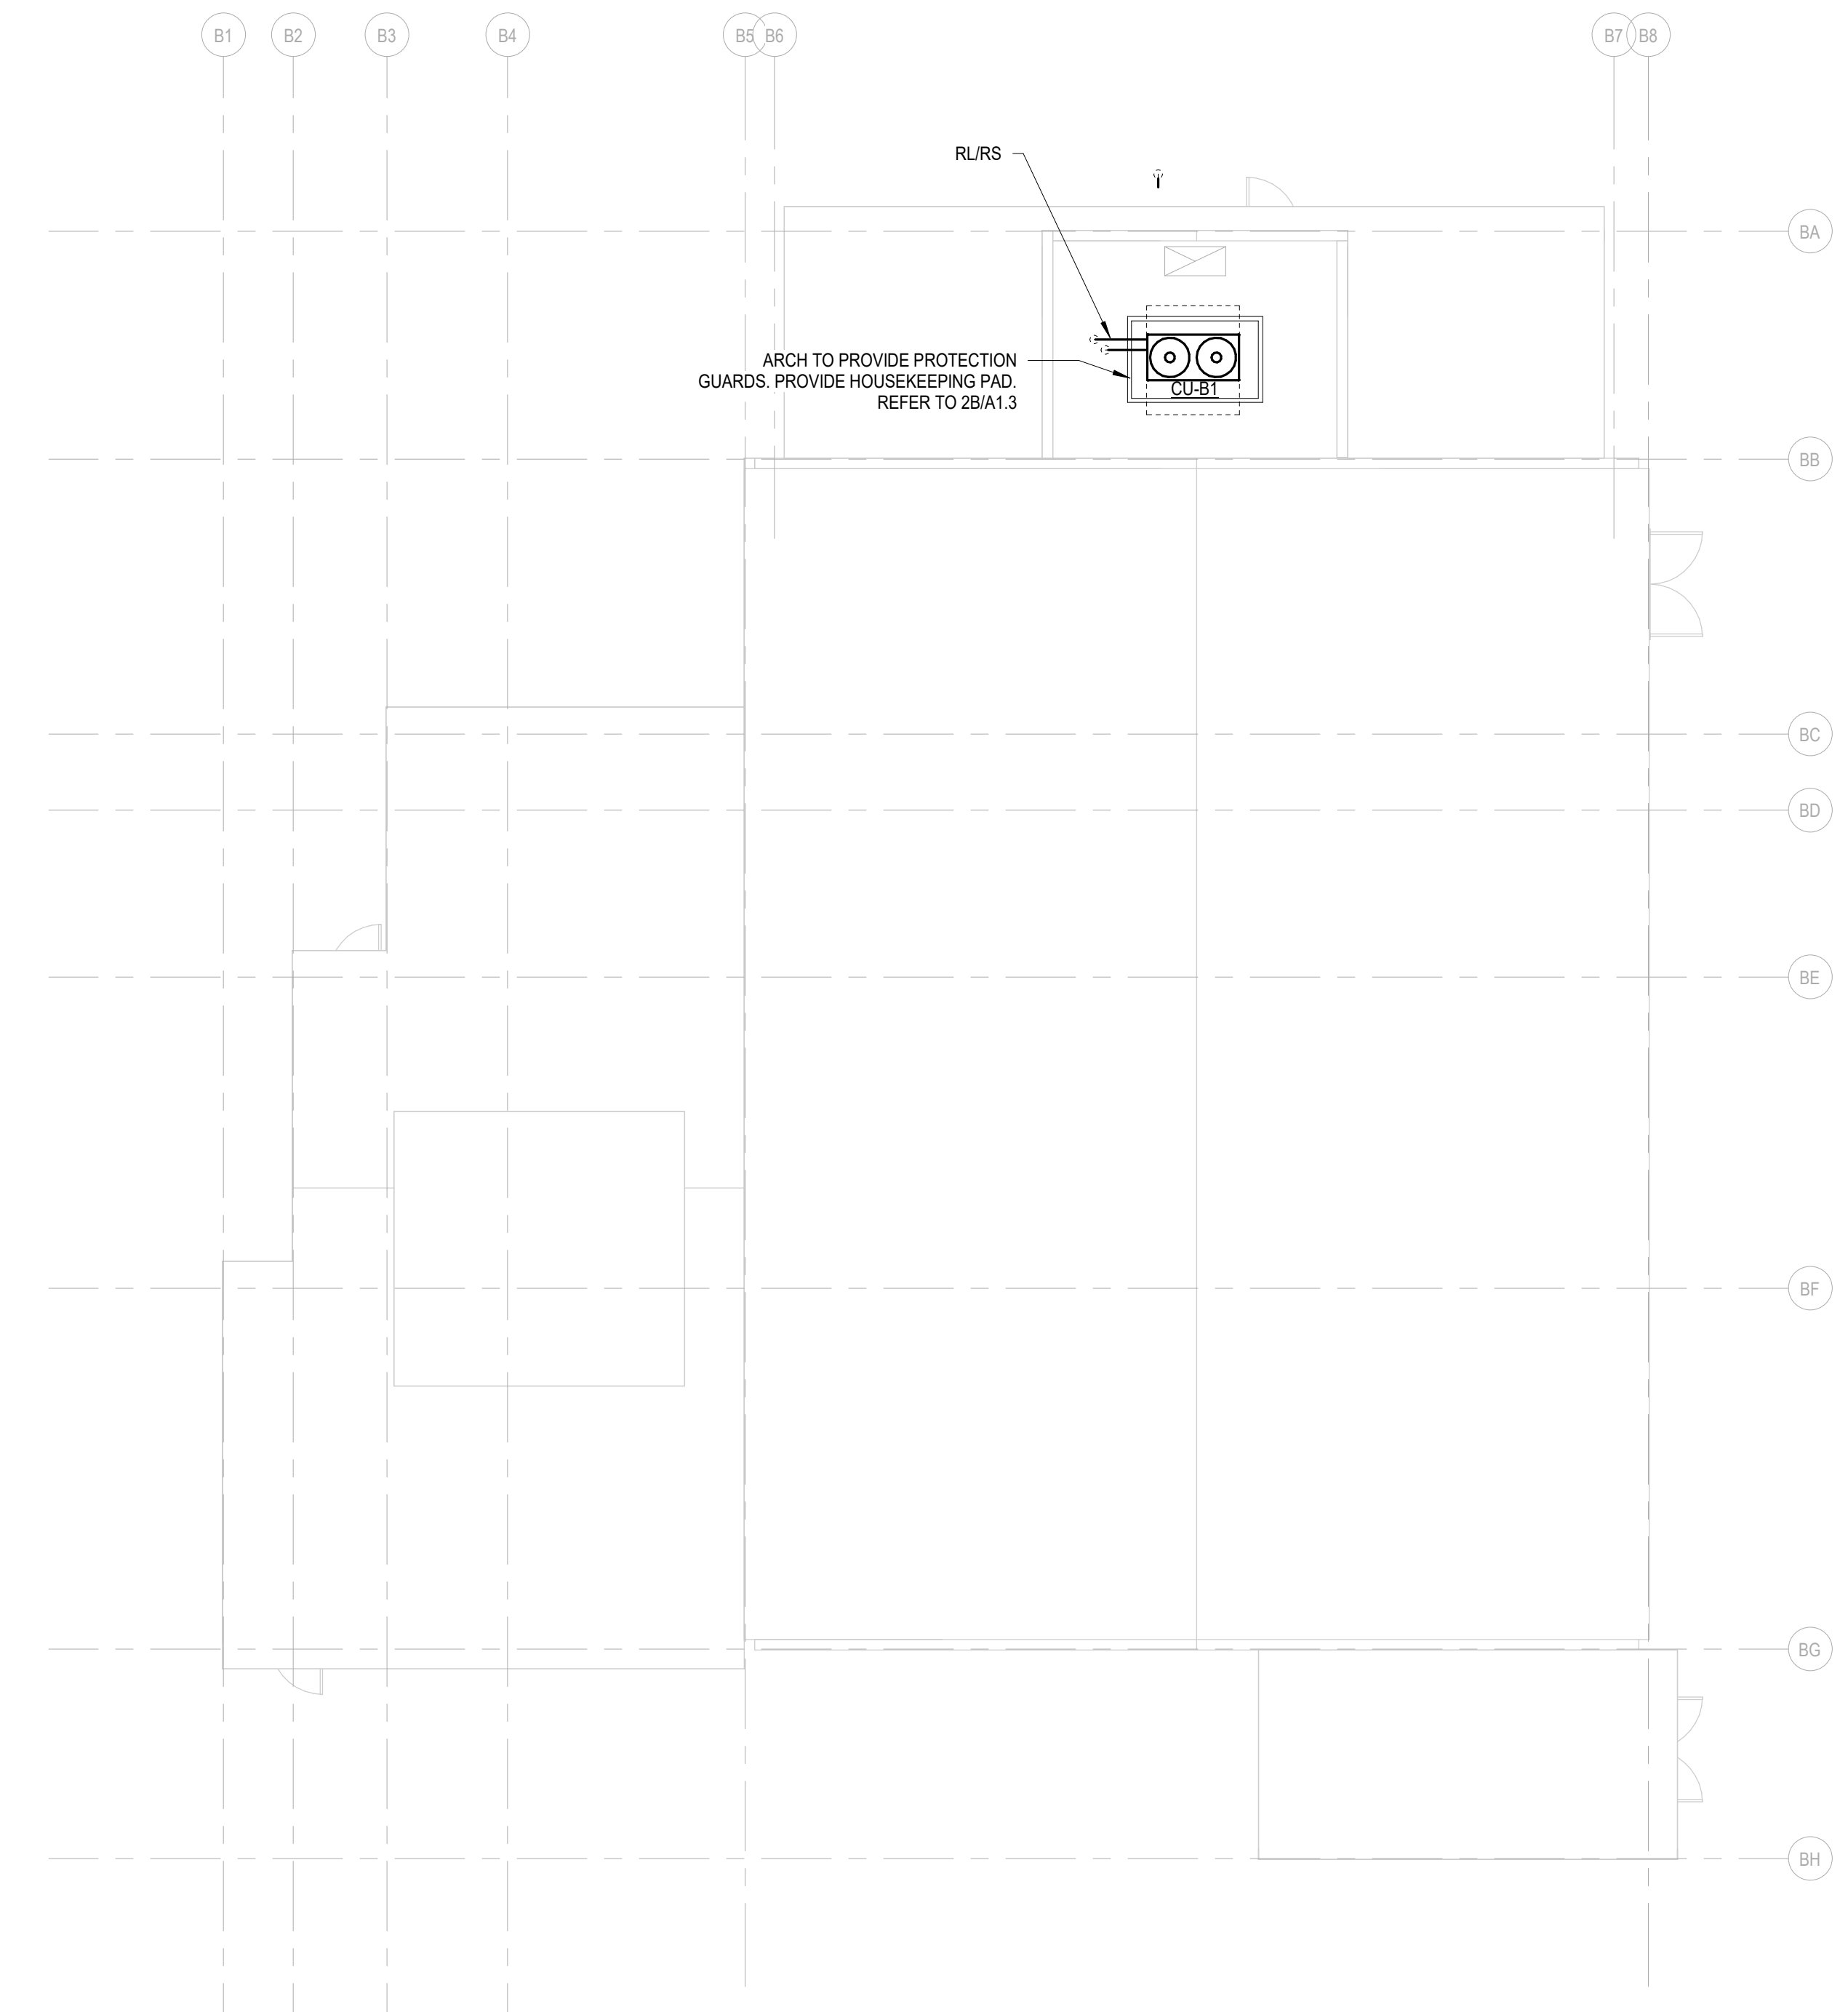 B1
B2
B3
B4
B5
B6
B7
B8
RL/RS
BA
ARCH TO PROVIDE PROTECTION
GUARDS. PROVIDE HOUSEKEEPING PAD.
REFER TO 2B/A1.3
CU-B1
BB
BC
BD
BE
BF
BG
BH